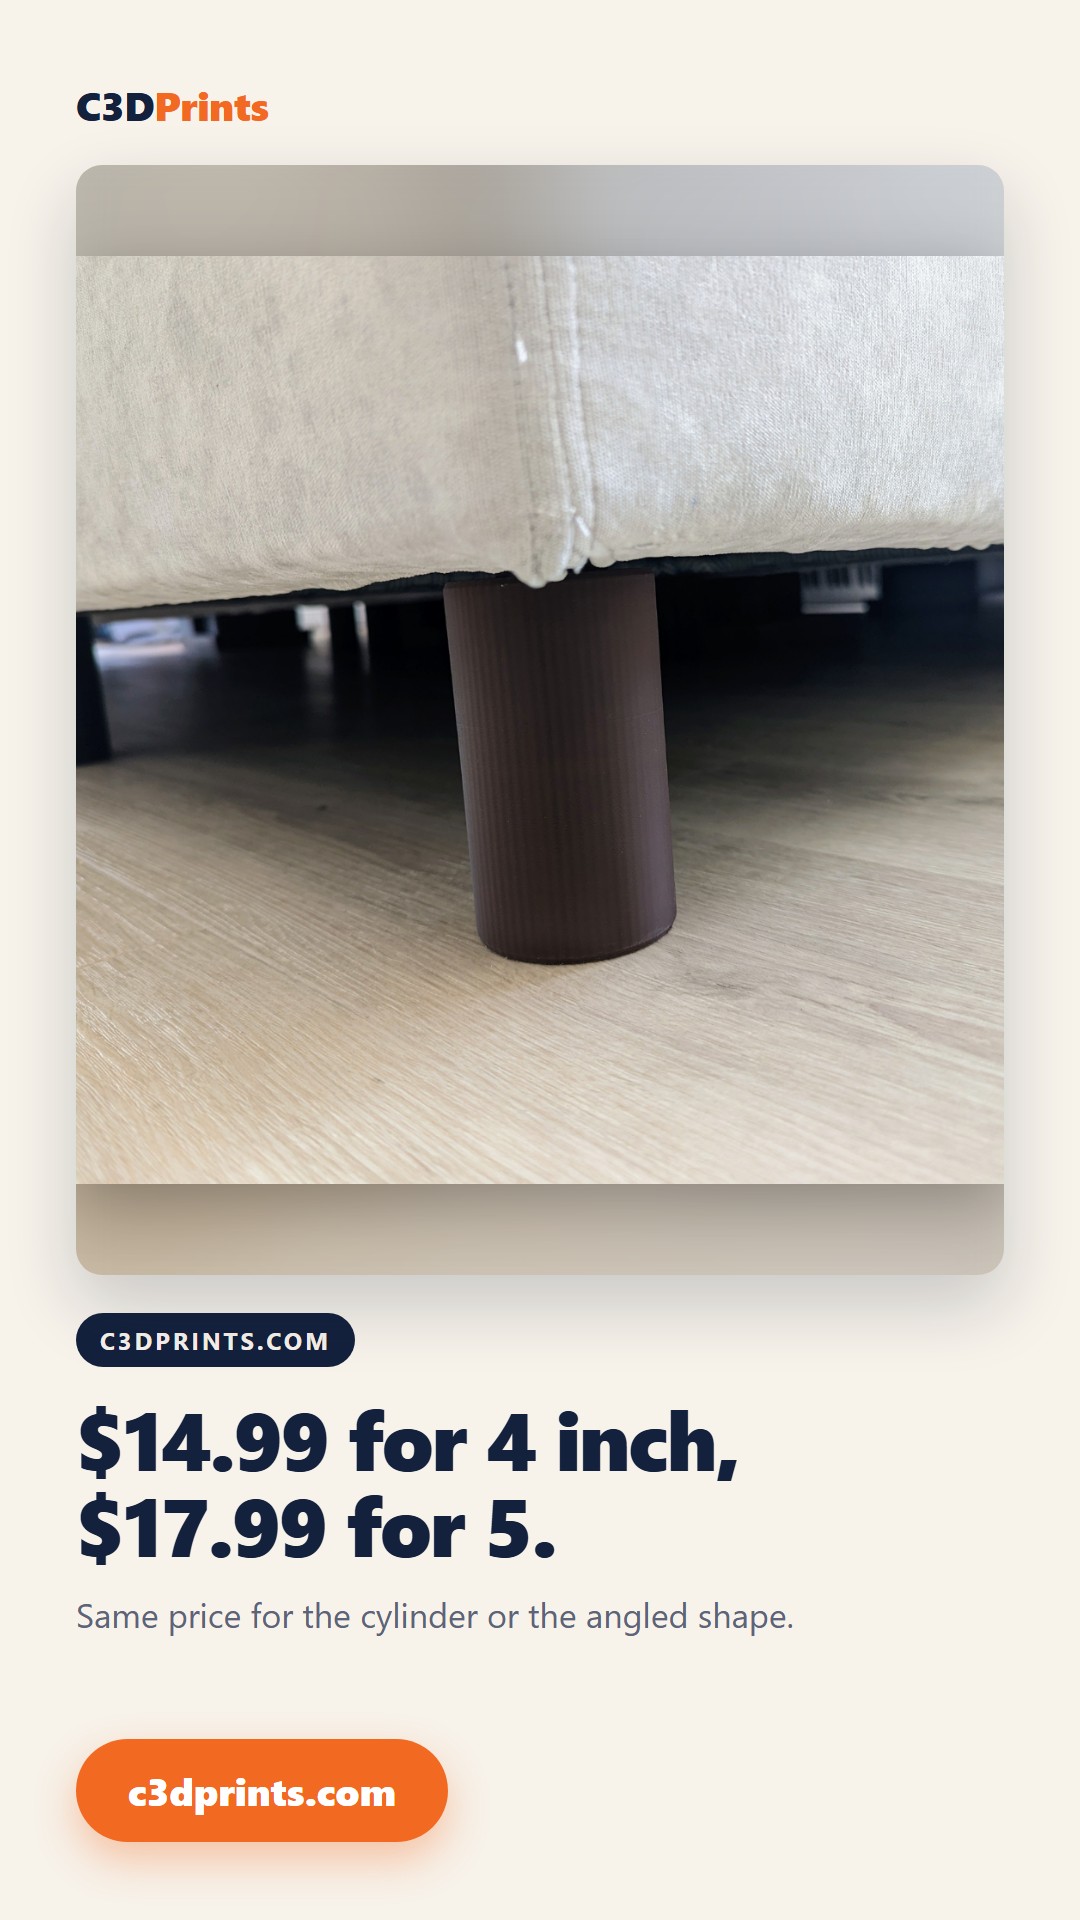 C3DPrints
C3DPRINTS.COM
$14.99 for 4 inch,
$17.99 for 5.
Same price for the cylinder or the angled shape.
c3dprints.com